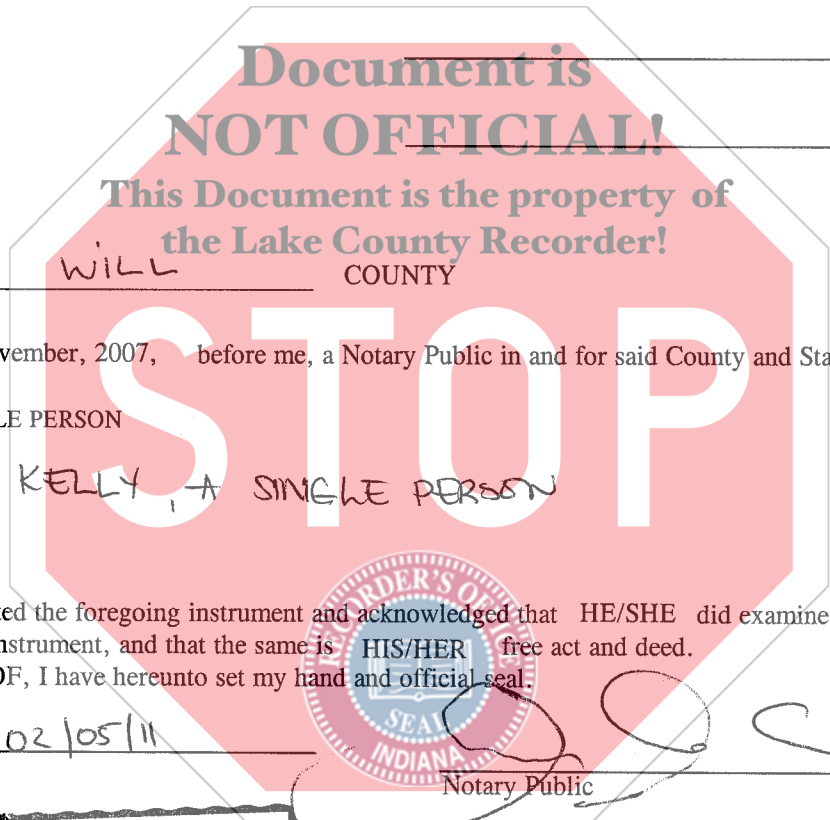 Document is
NOT OFFICIAL!
This Document is the property of
the Lake County Recorder!
WILL COUNTY
vember, 2007, before me, a Notary Public in and for said County and Sta
LE PERSON
STOP
KELLY, A SINGLE PERSON
RECORDER'S OFFICE
ted the foregoing instrument and acknowledged that HE/SHE did examine
nstrument, and that the same is HIS/HER free act and deed.
OF, I have hereunto set my hand and official seal.
SEAL
INDIANA
02/05/11
Notary Public